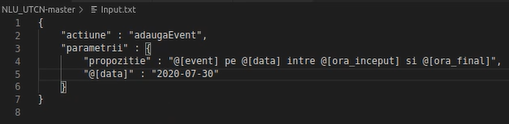 NLU_UTCN-master > Input.txt
1 {
2 "actiune" : "adaugaEvent",
3 "parametrii" : {
4 "propozitie" : "@[event] pe @[data] intre @[ora_inceput] si @[ora_final]",
5 "@[data]" : "2020-07-30"
6 }
7 }
8